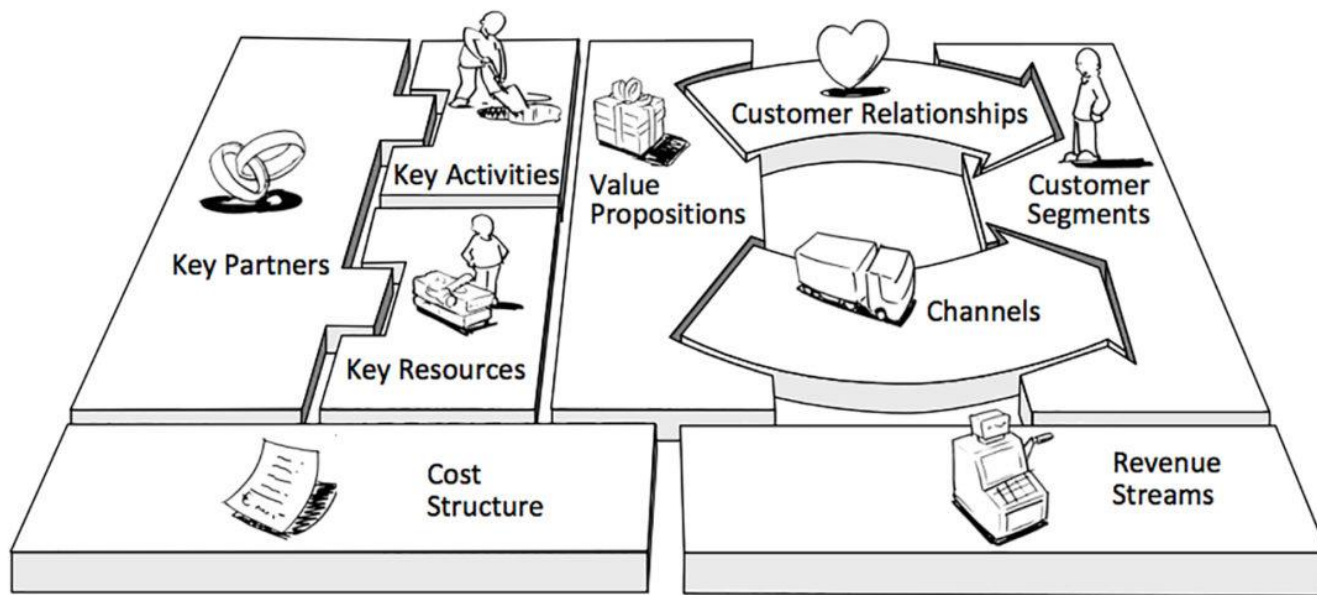 Customer Relationships
Key Activities
Value
Propositions
Customer
Segments
Key Partners
Channels
Key Resources
Cost
Structure
Revenue
Streams